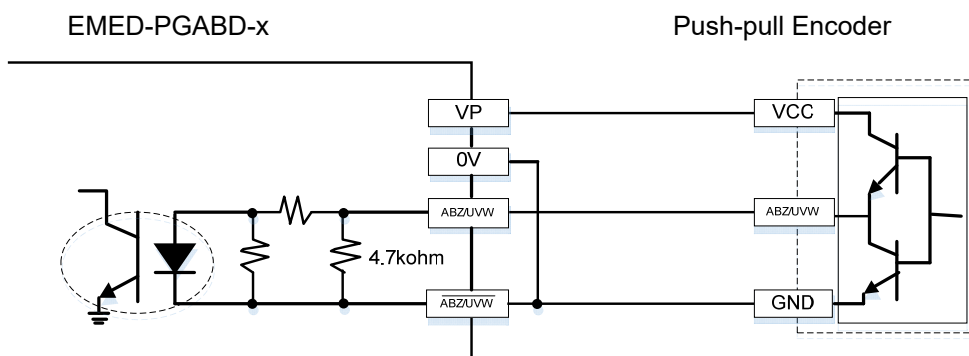 EMED-PGABD-x
Push-pull Encoder
VP
VCC
0V
ABZ/UVW
ABZ/UVW
4.7kohm
ABZ/UVW
GND